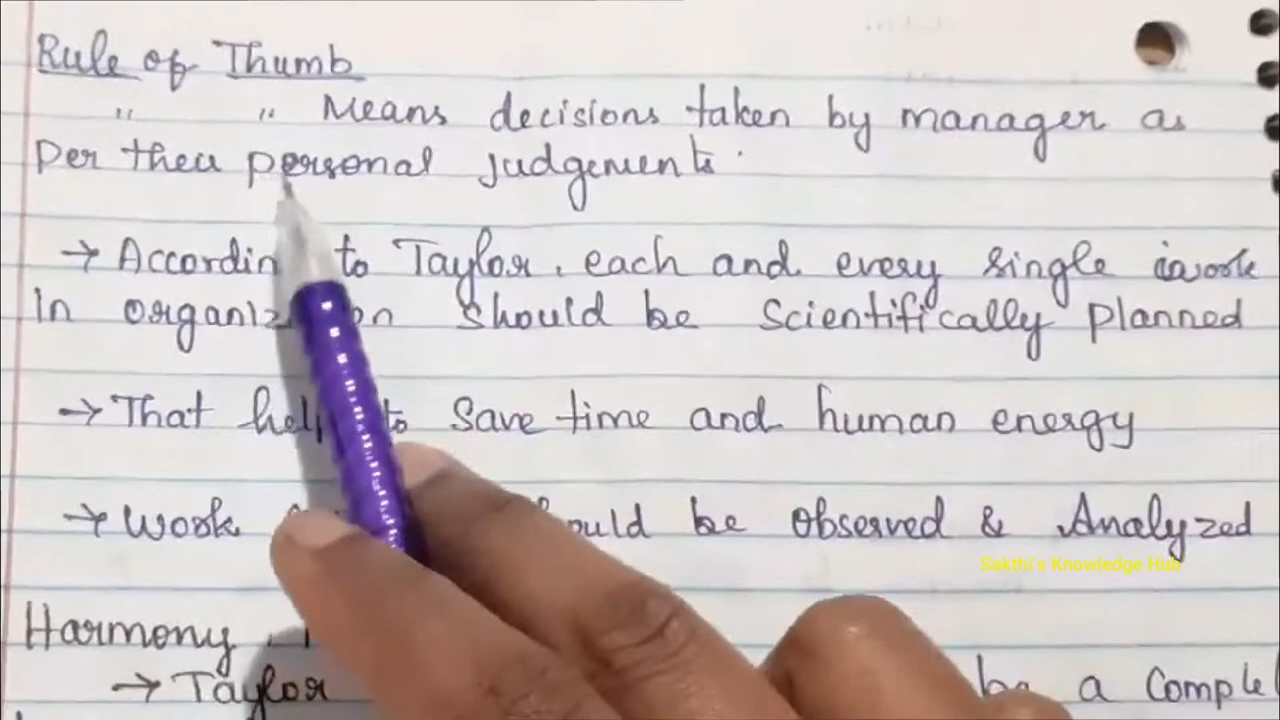 Rule of Thumb
" " Means decisions taken by manager as
Per their personal judgements.
→ Accordin to Taylor, each and every single work
In organiz on should be Scientifically planned
→ That hel to Save time and human energy
→ Work ould be Observed & Analyzed
Sakthi's Knowledge Hub
Harmony,
→ Taylor be a Comple